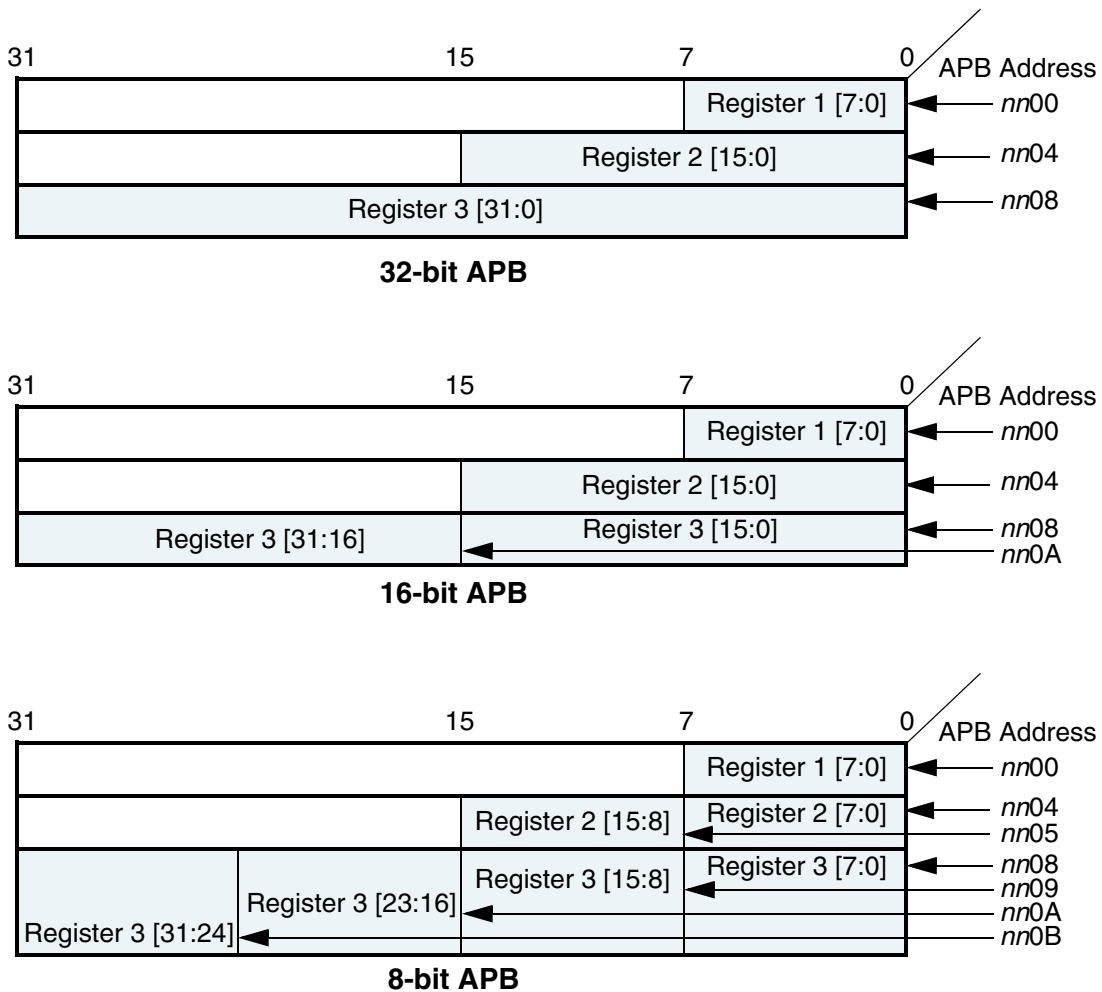 31 15 7 0
APB Address
Register 1 [7:0] nn00
Register 2 [15:0] nn04
Register 3 [31:0] nn08
32-bit APB
31 15 7 0
APB Address
Register 1 [7:0] nn00
Register 2 [15:0] nn04
Register 3 [31:16] Register 3 [15:0] nn08
nn0A
16-bit APB
31 15 7 0
APB Address
Register 1 [7:0] nn00
Register 2 [15:8] Register 2 [7:0] nn04
nn05
Register 3 [15:8] Register 3 [7:0] nn08
nn09
Register 3 [23:16] nn0A
Register 3 [31:24] nn0B
8-bit APB